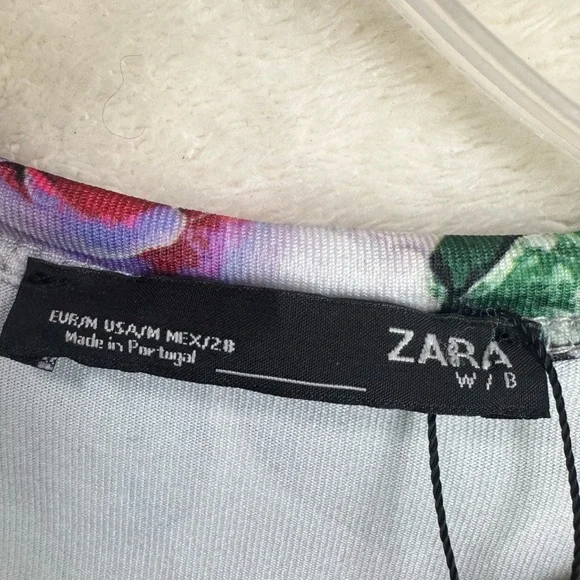 EUR/M USA/M MEX/28
Made in Portugal
ZARA
W / B